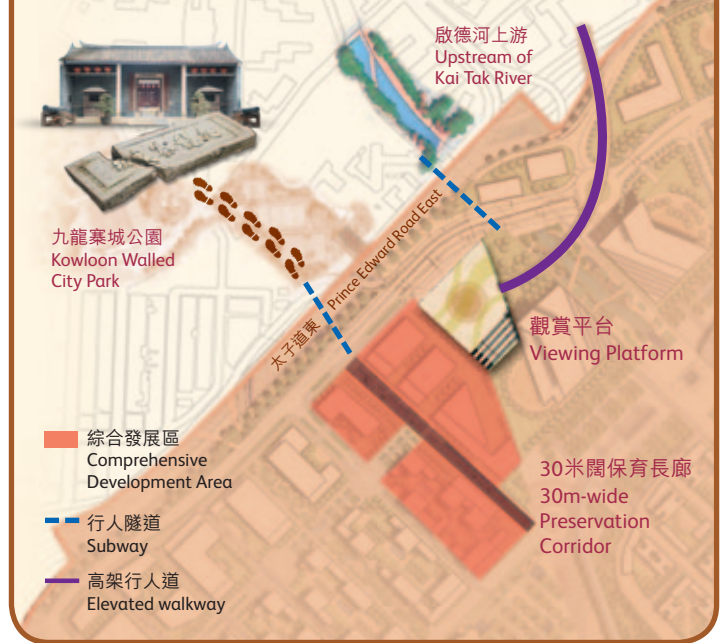 啟德河上游
Upstream of
Kai Tak River
九龍寨城公園
Kowloon Walled
City Park
太子道東 Prince Edward Road East
觀賞平台
Viewing Platform
30米闊保育長廊
30m-wide
Preservation
Corridor
綜合發展區
Comprehensive
Development Area
行人隧道
Subway
高架行人道
Elevated walkway